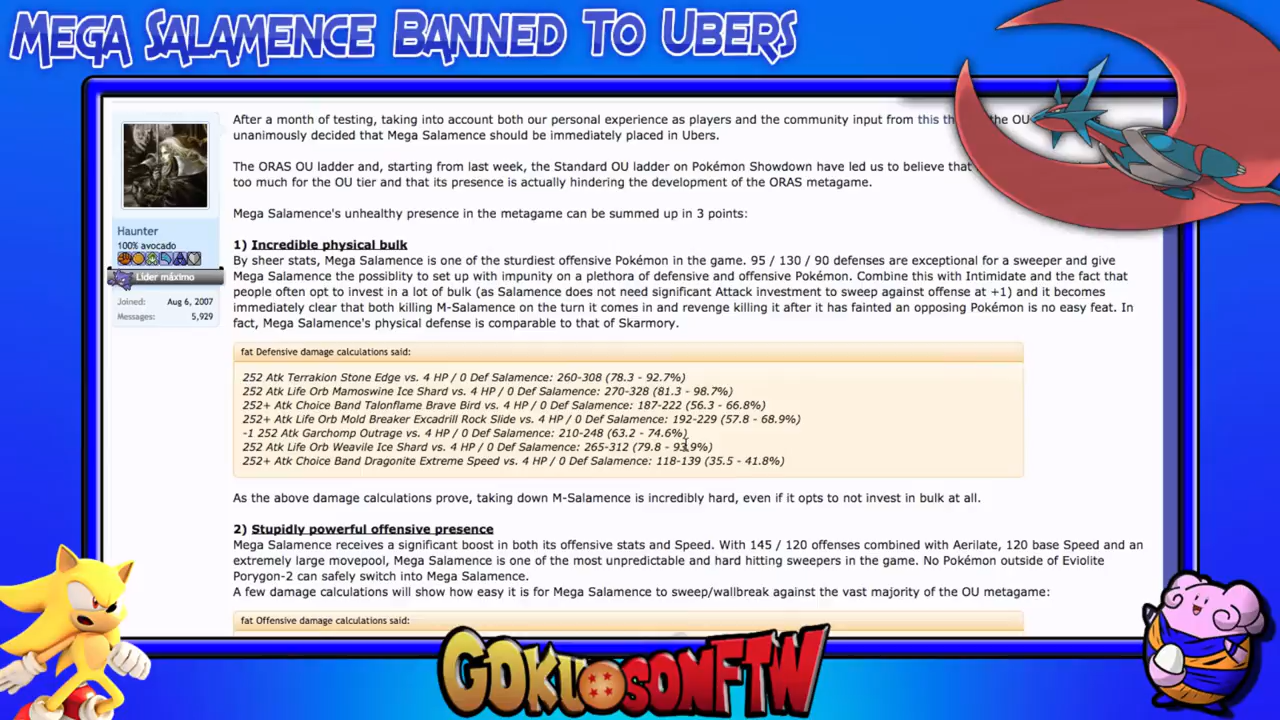 MEGA SALAMENCE BANNED TO UBERS
After a month of testing, taking into account both our personal experience as players and the community input from this th the OU
unanimously decided that Mega Salamence should be immediately placed in Ubers.
The ORAS OU ladder and, starting from last week, the Standard OU ladder on Pokémon Showdown have led us to believe that
too much for the OU tier and that its presence is actually hindering the development of the ORAS metagame.
Mega Salamence's unhealthy presence in the metagame can be summed up in 3 points:
Haunter
100% avocado
Líder máximo
Joined: Aug 6, 2007
Messages: 5,929
1) Incredible physical bulk
By sheer stats, Mega Salamence is one of the sturdiest offensive Pokémon in the game. 95 / 130 / 90 defenses are exceptional for a sweeper and give
Mega Salamence the possiblity to set up with impunity on a plethora of defensive and offensive Pokémon. Combine this with Intimidate and the fact that
people often opt to invest in a lot of bulk (as Salamence does not need significant Attack investment to sweep against offense at +1) and it becomes
immediately clear that both killing M-Salamence on the turn it comes in and revenge killing it after it has fainted an opposing Pokémon is no easy feat. In
fact, Mega Salamence's physical defense is comparable to that of Skarmory.
fat Defensive damage calculations said:
252 Atk Terrakion Stone Edge vs. 4 HP / 0 Def Salamence: 260-308 (78.3 - 92.7%)
252 Atk Life Orb Mamoswine Ice Shard vs. 4 HP / 0 Def Salamence: 270-328 (81.3 - 98.7%)
252+ Atk Choice Band Talonflame Brave Bird vs. 4 HP / 0 Def Salamence: 187-222 (56.3 - 66.8%)
252+ Atk Life Orb Mold Breaker Excadrill Rock Slide vs. 4 HP / 0 Def Salamence: 192-229 (57.8 - 68.9%)
-1 252 Atk Garchomp Outrage vs. 4 HP / 0 Def Salamence: 210-248 (63.2 - 74.6%)
252 Atk Life Orb Weavile Ice Shard vs. 4 HP / 0 Def Salamence: 265-312 (79.8 - 93.9%)
252+ Atk Choice Band Dragonite Extreme Speed vs. 4 HP / 0 Def Salamence: 118-139 (35.5 - 41.8%)
As the above damage calculations prove, taking down M-Salamence is incredibly hard, even if it opts to not invest in bulk at all.
2) Stupidly powerful offensive presence
Mega Salamence receives a significant boost in both its offensive stats and Speed. With 145 / 120 offenses combined with Aerilate, 120 base Speed and an
extremely large movepool, Mega Salamence is one of the most unpredictable and hard hitting sweepers in the game. No Pokémon outside of Eviolite
Porygon-2 can safely switch into Mega Salamence.
A few damage calculations will show how easy it is for Mega Salamence to sweep/wallbreak against the vast majority of the OU metagame:
fat Offensive damage calculations said:
GOKUOSONFTW